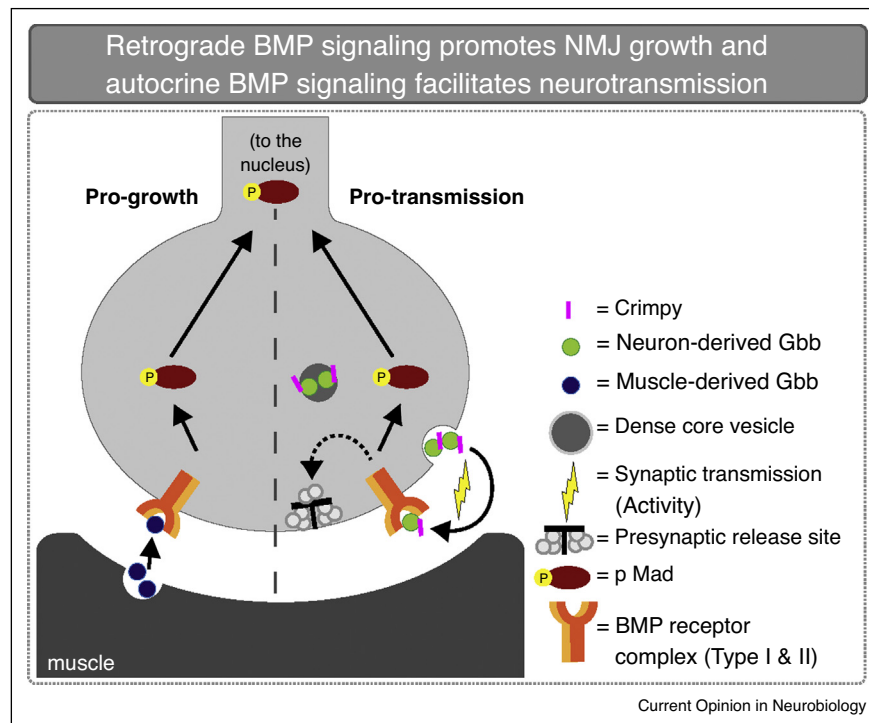 Retrograde BMP signaling promotes NMJ growth and
autocrine BMP signaling facilitates neurotransmission
(to the
nucleus)
P
Pro-growth
Pro-transmission
P
P
muscle
= Crimpy
= Neuron-derived Gbb
= Muscle-derived Gbb
= Dense core vesicle
= Synaptic transmission
(Activity)
= Presynaptic release site
P = p Mad
= BMP receptor
complex (Type I & II)
Current Opinion in Neurobiology